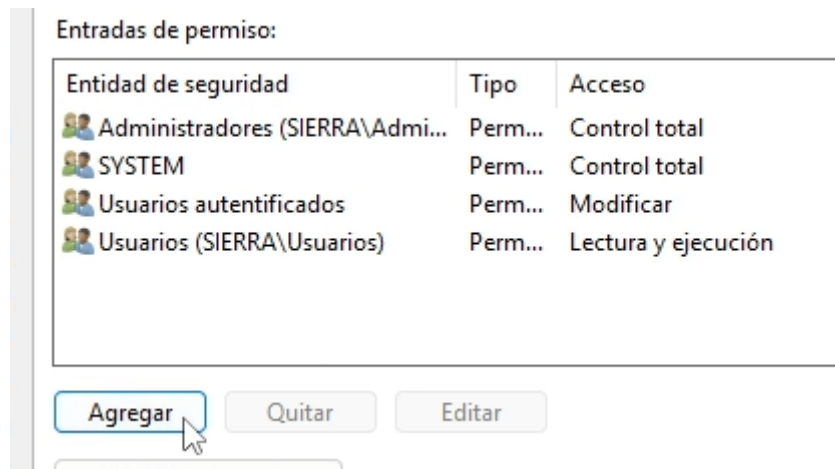 Entradas de permiso:
Entidad de seguridad Tipo Acceso
Administradores (SIERRA\Admi... Perm... Control total
SYSTEM Perm... Control total
Usuarios autentificados Perm... Modificar
Usuarios (SIERRA\Usuarios) Perm... Lectura y ejecución
Agregar Quitar Editar